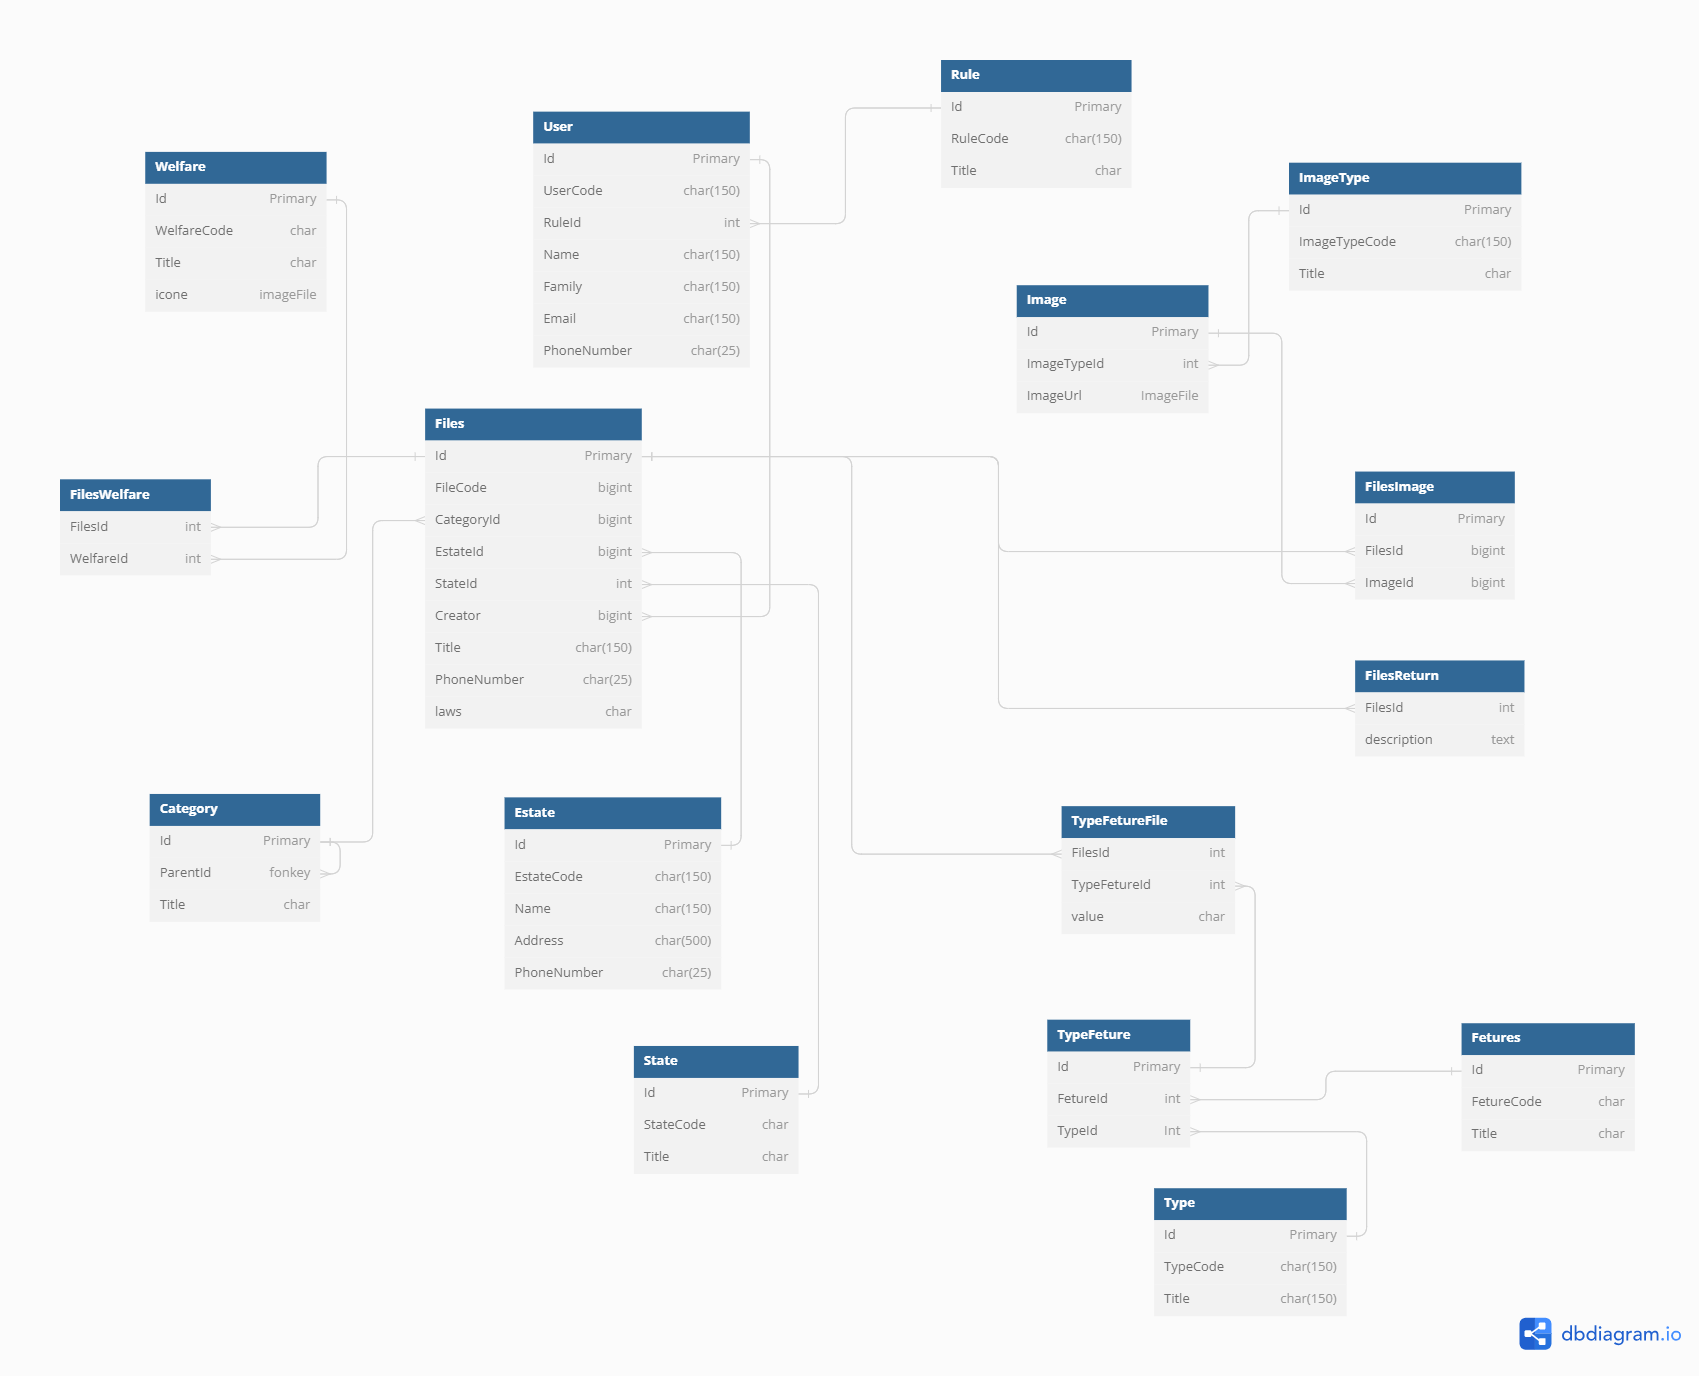 Rule
Id Primary
RuleCode char(150)
Title char
User
Id Primary
UserCode char(150)
RuleId int
Name char(150)
Family char(150)
Email char(150)
PhoneNumber char(25)
Welfare
Id Primary
WelfareCode char
Title char
icone imageFile
ImageType
Id Primary
ImageTypeCode char(150)
Title char
Image
Id Primary
ImageTypeId int
ImageUrl ImageFile
Files
Id Primary
FileCode bigint
CategoryId bigint
EstateId bigint
StateId int
Creator bigint
Title char(150)
PhoneNumber char(25)
laws char
FilesWelfare
FilesId int
WelfareId int
FilesImage
Id Primary
FilesId bigint
ImageId bigint
FilesReturn
FilesId int
description text
Category
Id Primary
ParentId fonkey
Title char
Estate
Id Primary
EstateCode char(150)
Name char(150)
Address char(500)
PhoneNumber char(25)
TypeFetureFile
FilesId int
TypeFetureId int
value char
State
Id Primary
StateCode char
Title char
TypeFeture
Id Primary
FetureId int
TypeId Int
Fetures
Id Primary
FetureCode char
Title char
Type
Id Primary
TypeCode char(150)
Title char(150)
dbdiagram.io